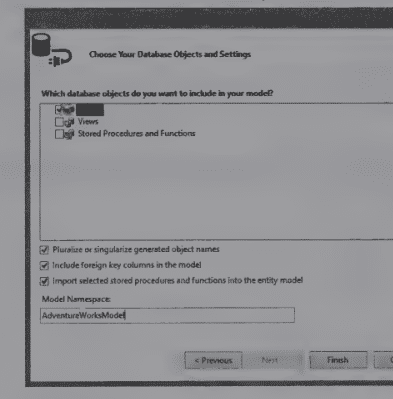 Choose Your Database Objects and Settings
Which database objects do you want to include in your model?
Views
Stored Procedures and Functions
Pluralize or singularize generated object names
Include foreign key columns in the model
Import selected stored procedures and functions into the entity model
Model Namespace:
AdventureWorksModel
< Previous Next Finish